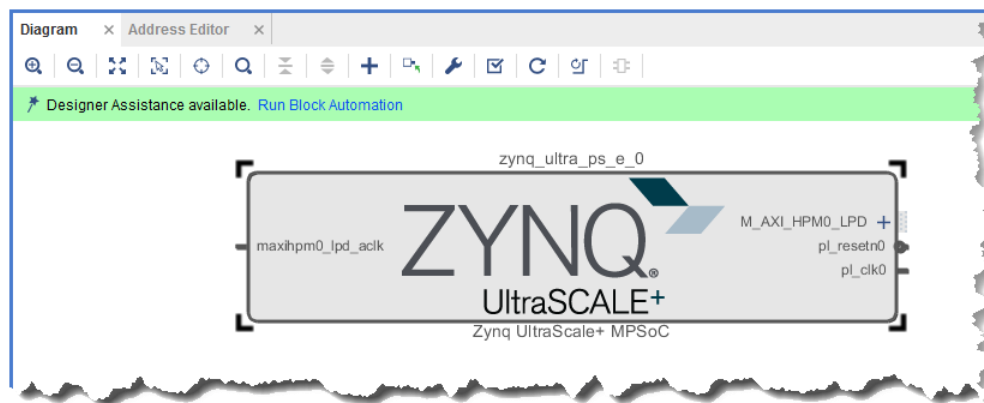 Diagram × Address Editor ×
Designer Assistance available. Run Block Automation
zynq_ultra_ps_e_0
M_AXI_HPM0_LPD
maxihpm0_lpd_aclk
pl_resetn0
pl_clk0
ZYNQ®
UltraSCALE+
Zynq UltraScale+ MPSoC